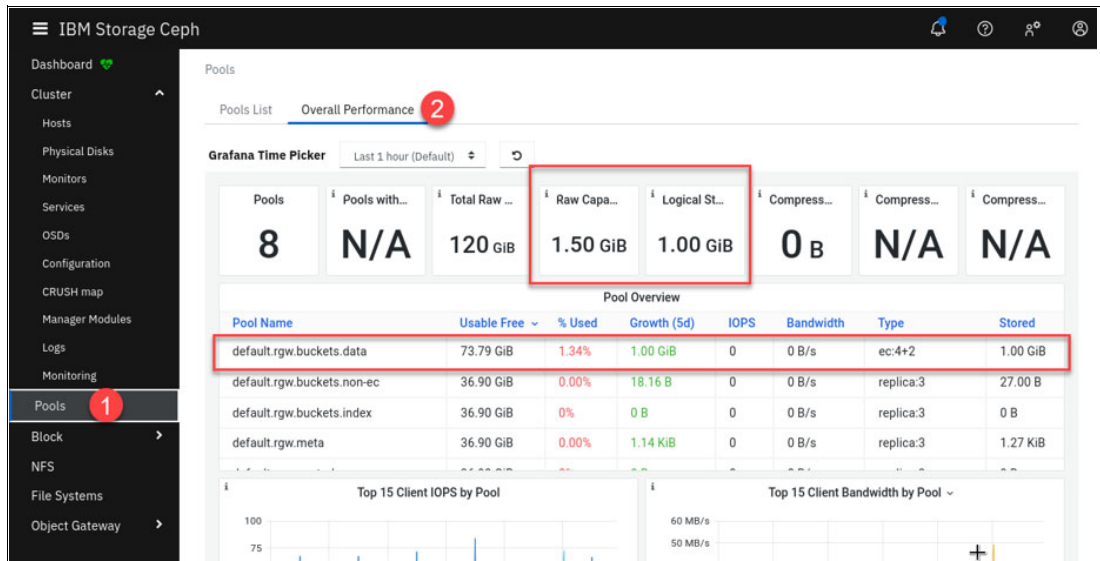 IBM Storage Ceph
Dashboard
Cluster
Hosts
Physical Disks
Monitors
Services
OSDs
Configuration
CRUSH map
Manager Modules
Logs
Monitoring
Pools 1
Block
NFS
File Systems
Object Gateway
Pools
Pools List Overall Performance 2
Grafana Time Picker Last 1 hour (Default)
Pools Pools with... Total Raw ... Raw Capa... Logical St... Compress... Compress... Compress...
8 N/A 120 GiB 1.50 GiB 1.00 GiB 0 B N/A N/A
Pool Overview
Pool Name Usable Free % Used Growth (5d) IOPS Bandwidth Type Stored
default.rgw.buckets.data 73.79 GiB 1.34% 1.00 GiB 0 0 B/s ec:4+2 1.00 GiB
default.rgw.buckets.non-ec 36.90 GiB 0.00% 18.16 B 0 0 B/s replica:3 27.00 B
default.rgw.buckets.index 36.90 GiB 0% 0 B 0 0 B/s replica:3 0 B
default.rgw.meta 36.90 GiB 0.00% 1.14 KiB 0 0 B/s replica:3 1.27 KiB
Top 15 Client IOPS by Pool
100
75
Top 15 Client Bandwidth by Pool
60 MB/s
50 MB/s